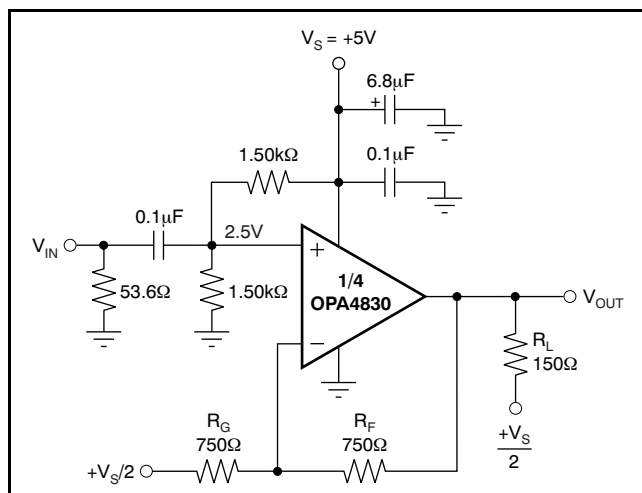 V_S = +5V
6.8μF
+
1.50kΩ
0.1μF
0.1μF
2.5V
V_IN
+
1/4
OPA4830
V_OUT
53.6Ω
1.50kΩ
−
R_L
150Ω
R_G
750Ω
R_F
750Ω
+V_S/2
+V_S
2